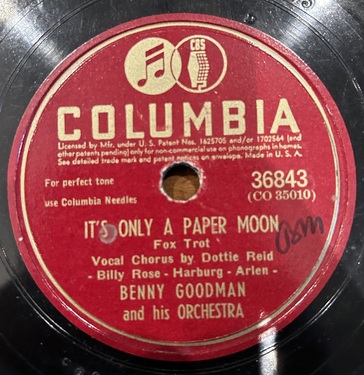 CBS
COLUMBIA
Licensed by Mfr. under U. S. Patent Nos. 1625705 and/or 1702564 (and
other patents pending) only for non-commercial use on phonographs in homes.
See detailed trade mark and patent notices on envelope. Made in U. S. A.
For perfect tone
use Columbia Needles
36843
(CO 35010)
IT'S ONLY A PAPER MOON
Fox Trot
Vocal Chorus by Dottie Reid
- Billy Rose - Harburg - Arlen -
BENNY GOODMAN
and his ORCHESTRA